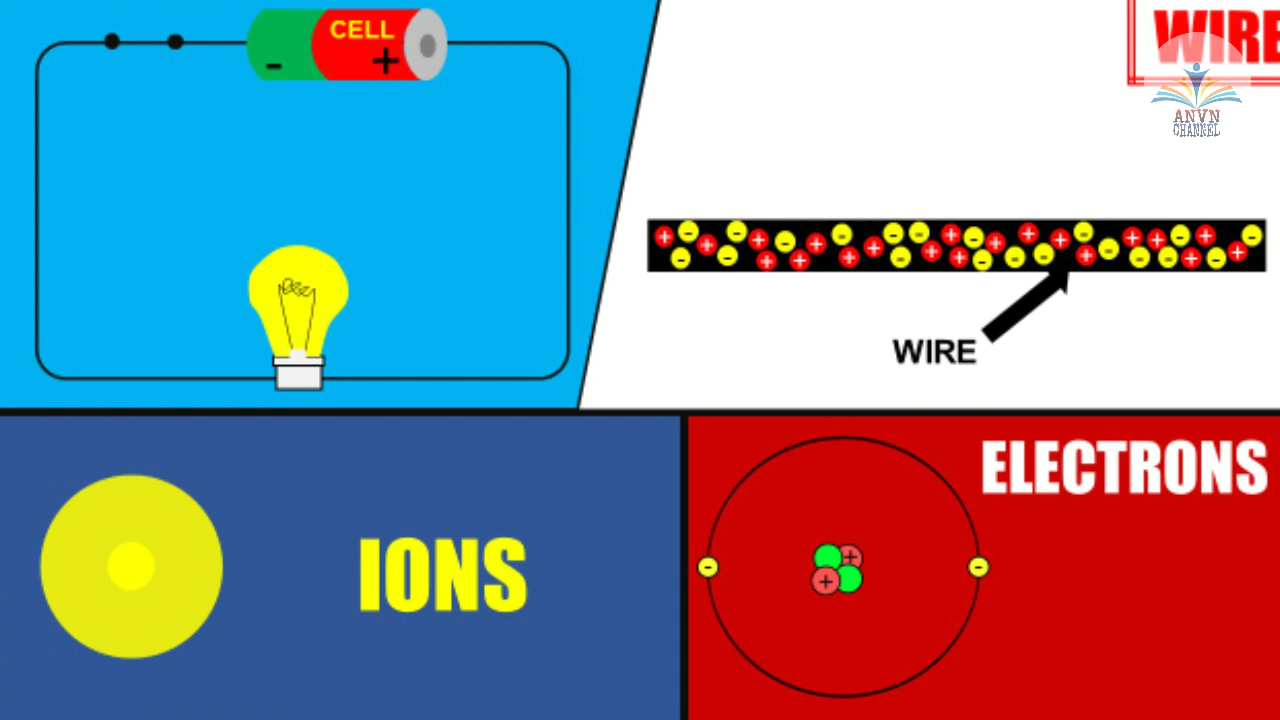 CELL
- +
WIRE
ANVN
CHANNEL
WIRE
IONS
ELECTRONS